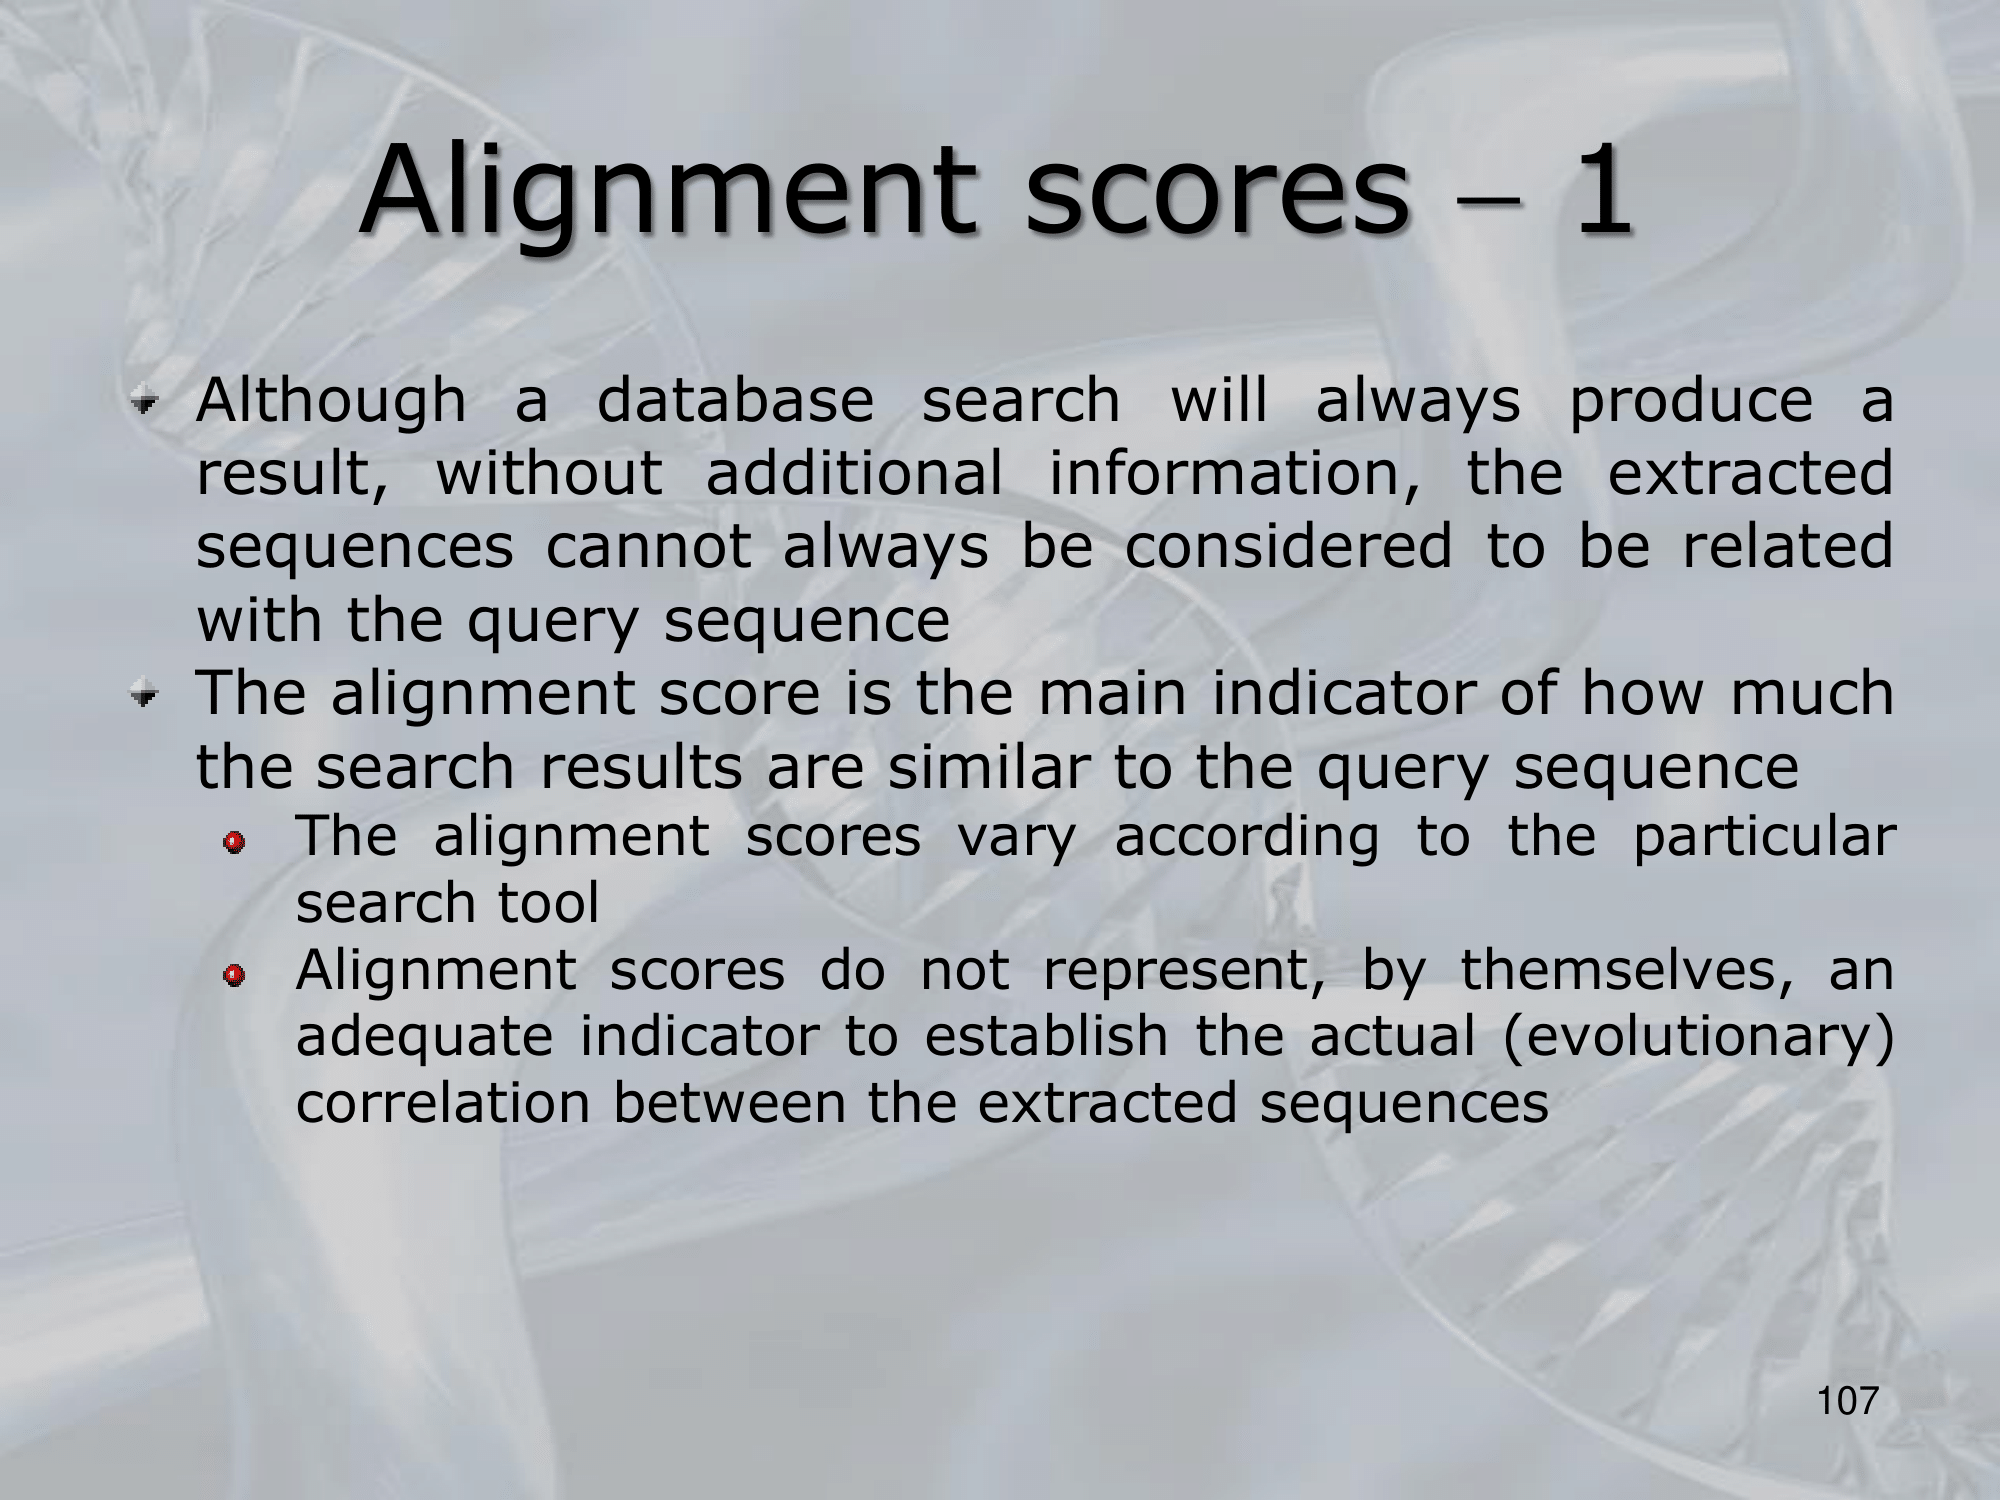 Alignment scores – 1
Although a database search will always produce a
result, without additional information, the extracted
sequences cannot always be considered to be related
with the query sequence
The alignment score is the main indicator of how much
the search results are similar to the query sequence
The alignment scores vary according to the particular
search tool
Alignment scores do not represent, by themselves, an
adequate indicator to establish the actual (evolutionary)
correlation between the extracted sequences
107